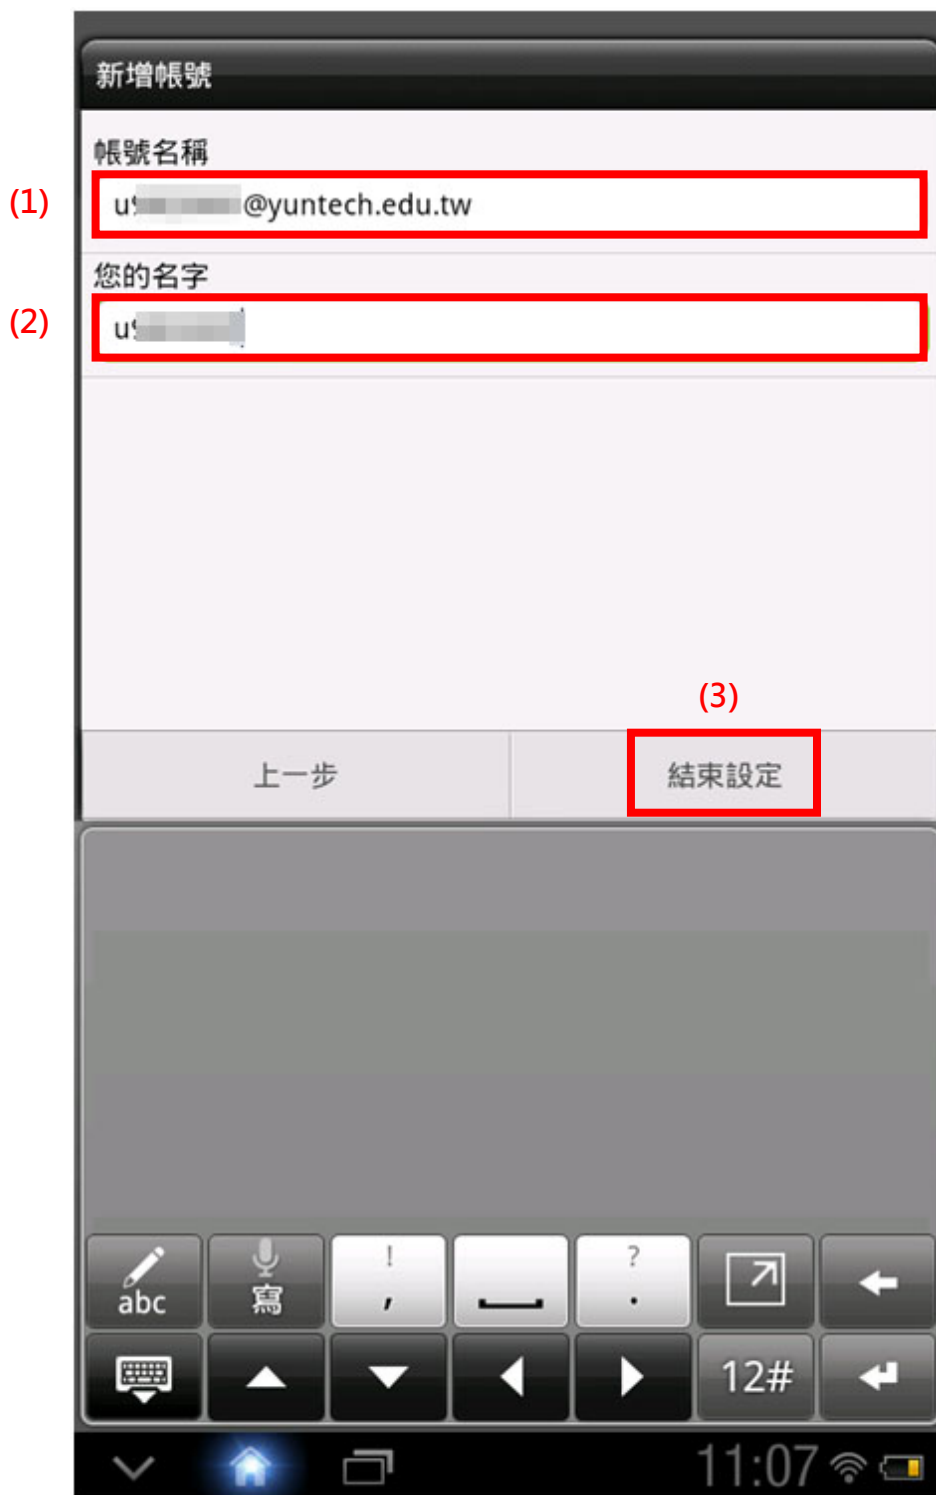 新增帳號
帳號名稱
(1)
@yuntech.edu.tw
您的名字
(2)
(3)
上一步
結束設定
abc
寫
!
,
?
.
12#
11:07